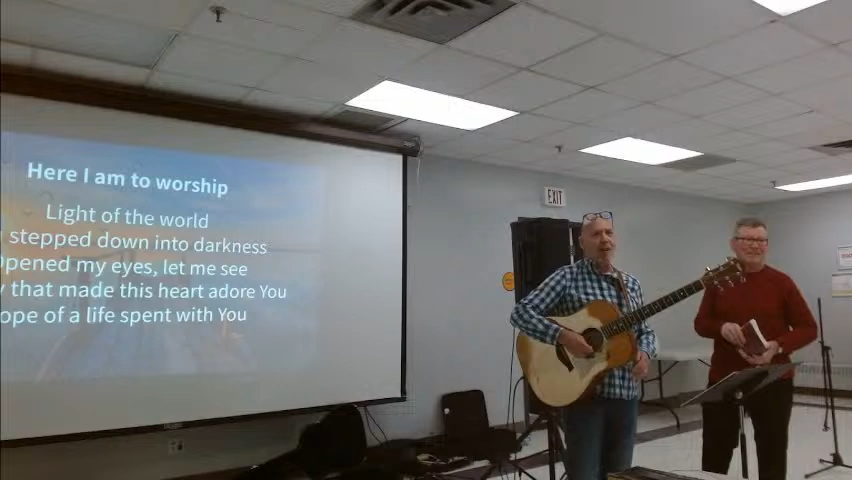 Here I am to worship
Light of the world
stepped down into darkness
Opened my eyes, let me see
that made this heart adore You
ope of a life spent with You
EXIT